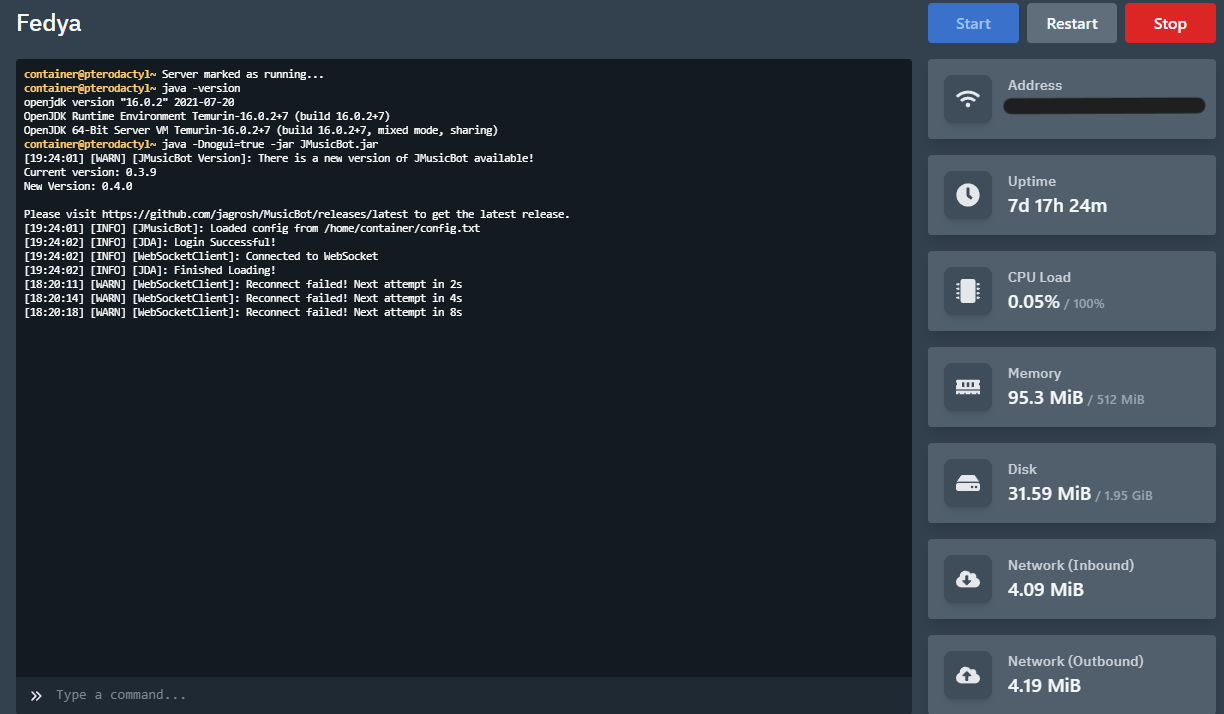 Fedya
Start
Restart
Stop
container@pterodactyl~ Server marked as running...
container@pterodactyl~ java -version
openjdk version "16.0.2" 2021-07-20
OpenJDK Runtime Environment Temurin-16.0.2+7 (build 16.0.2+7)
OpenJDK 64-Bit Server VM Temurin-16.0.2+7 (build 16.0.2+7, mixed mode, sharing)
container@pterodactyl~ java -Dnogui=true -jar JMusicBot.jar
[19:24:01] [WARN] [JMusicBot Version]: There is a new version of JMusicBot available!
Current version: 0.3.9
New Version: 0.4.0
Please visit https://github.com/jagrosh/MusicBot/releases/latest to get the latest release.
[19:24:01] [INFO] [JMusicBot]: Loaded config from /home/container/config.txt
[19:24:02] [INFO] [JDA]: Login Successful!
[19:24:02] [INFO] [WebSocketClient]: Connected to WebSocket
[19:24:02] [INFO] [JDA]: Finished Loading!
[18:20:11] [WARN] [WebSocketClient]: Reconnect failed! Next attempt in 2s
[18:20:14] [WARN] [WebSocketClient]: Reconnect failed! Next attempt in 4s
[18:20:18] [WARN] [WebSocketClient]: Reconnect failed! Next attempt in 8s
Type a command...
Address
Uptime
7d 17h 24m
CPU Load
0.05% / 100%
Memory
95.3 MiB / 512 MiB
Disk
31.59 MiB / 1.95 GiB
Network (Inbound)
4.09 MiB
Network (Outbound)
4.19 MiB